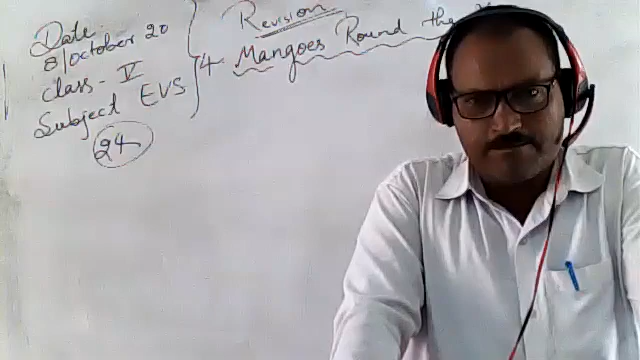 Date
8/October 20
Class - V
Subject EVS
24
Revision
4- Mangoes Round the